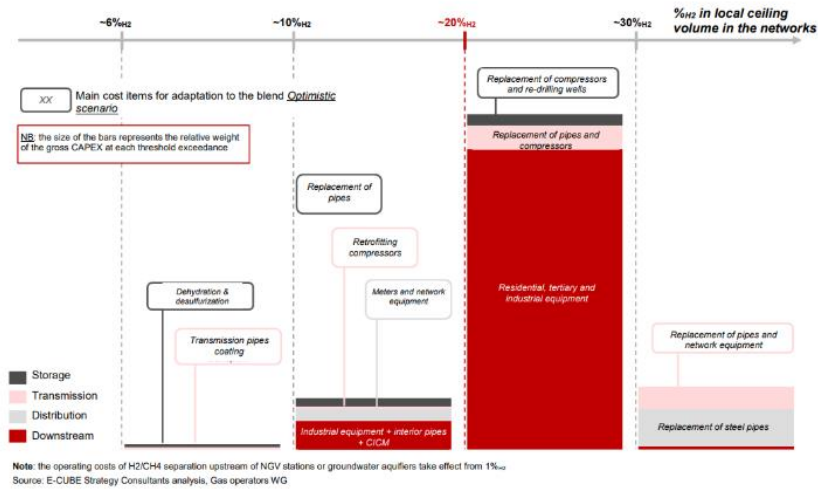 ~6%H2
~10%H2
~20%H2
~30%H2
%H2 in local ceiling
volume in the networks
xx
Main cost items for adaptation to the blend Optimistic
scenario
NB: the size of the bars represents the relative weight
of the gross CAPEX at each threshold exceedance
Replacement of compressors
and re-drilling wells
Replacement of pipes and
compressors
Replacement of
pipes
Retrofitting
compressors
Dehydration &
desulfurization
Meters and network
equipment
Residential, tertiary and
industrial equipment
Transmission pipes
coating
Replacement of pipes and
network equipment
Storage
Transmission
Distribution
Downstream
Industrial equipment + interior pipes
+ CICM
Replacement of steel pipes
Note: the operating costs of H2/CH4 separation upstream of NGV stations or groundwater aquifiers take effect from 1%H2
Source: E-CUBE Strategy Consultants analysis, Gas operators WG